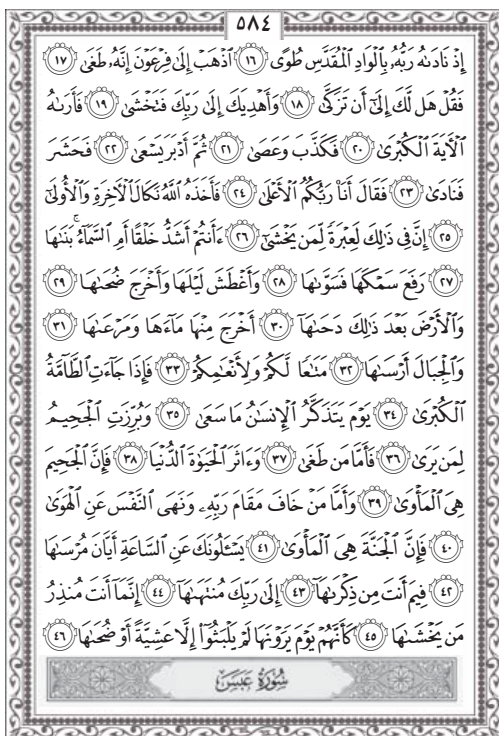 ٥٨٤
إِذْ نَادَىٰهُ رَبُّهُۥ بِٱلْوَادِ ٱلْمُقَدَّسِ طُوًى ١٦ ٱذْهَبْ إِلَىٰ فِرْعَوْنَ إِنَّهُۥ طَغَىٰ ١٧
فَقُلْ هَل لَّكَ إِلَىٰٓ أَن تَزَكَّىٰ ١٨ وَأَهْدِيَكَ إِلَىٰ رَبِّكَ فَتَخْشَىٰ ١٩ فَأَرَىٰهُ
ٱلْـَٔايَةَ ٱلْكُبْرَىٰ ٢٠ فَكَذَّبَ وَعَصَىٰ ٢١ ثُمَّ أَدْبَرَ يَسْعَىٰ ٢٢ فَحَشَرَ
فَنَادَىٰ ٢٣ فَقَالَ أَنَا۠ رَبُّكُمُ ٱلْأَعْلَىٰ ٢٤ فَأَخَذَهُ ٱللَّهُ نَكَالَ ٱلْـَٔاخِرَةِ وَٱلْأُولَىٰٓ
٢٥ إِنَّ فِى ذَٰلِكَ لَعِبْرَةً لِّمَن يَخْشَىٰٓ ٢٦ ءَأَنتُمْ أَشَدُّ خَلْقًا أَمِ ٱلسَّمَآءُ ۚ بَنَىٰهَا
٢٧ رَفَعَ سَمْكَهَا فَسَوَّىٰهَا ٢٨ وَأَغْطَشَ لَيْلَهَا وَأَخْرَجَ ضُحَىٰهَا ٢٩
وَٱلْأَرْضَ بَعْدَ ذَٰلِكَ دَحَىٰهَآ ٣٠ أَخْرَجَ مِنْهَا مَآءَهَا وَمَرْعَىٰهَا ٣١
وَٱلْجِبَالَ أَرْسَىٰهَا ٣٢ مَتَٰعًا لَّكُمْ وَلِأَنْعَٰمِكُمْ ٣٣ فَإِذَا جَآءَتِ ٱلطَّآمَّةُ
ٱلْكُبْرَىٰ ٣٤ يَوْمَ يَتَذَكَّرُ ٱلْإِنسَٰنُ مَا سَعَىٰ ٣٥ وَبُرِّزَتِ ٱلْجَحِيمُ
لِمَن يَرَىٰ ٣٦ فَأَمَّا مَن طَغَىٰ ٣٧ وَءَاثَرَ ٱلْحَيَوٰةَ ٱلدُّنْيَا ٣٨ فَإِنَّ ٱلْجَحِيمَ
هِىَ ٱلْمَأْوَىٰ ٣٩ وَأَمَّا مَنْ خَافَ مَقَامَ رَبِّهِۦ وَنَهَى ٱلنَّفْسَ عَنِ ٱلْهَوَىٰ
٤٠ فَإِنَّ ٱلْجَنَّةَ هِىَ ٱلْمَأْوَىٰ ٤١ يَسْـَٔلُونَكَ عَنِ ٱلسَّاعَةِ أَيَّانَ مُرْسَىٰهَا
٤٢ فِيمَ أَنتَ مِن ذِكْرَىٰهَآ ٤٣ إِلَىٰ رَبِّكَ مُنتَهَىٰهَآ ٤٤ إِنَّمَآ أَنتَ مُنذِرُ
مَن يَخْشَىٰهَا ٤٥ كَأَنَّهُمْ يَوْمَ يَرَوْنَهَا لَمْ يَلْبَثُوٓا۟ إِلَّا عَشِيَّةً أَوْ ضُحَىٰهَا ٤٦
سُورَةُ عَبَسَ